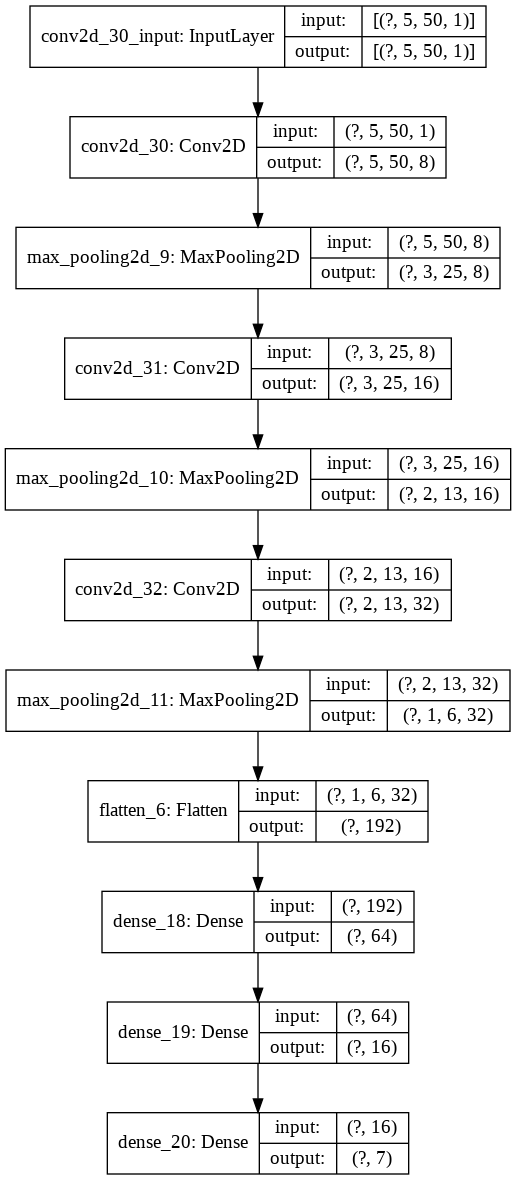 conv2d_30_input: InputLayer
input: [(?, 5, 50, 1)]
output: [(?, 5, 50, 1)]
conv2d_30: Conv2D
input: (?, 5, 50, 1)
output: (?, 5, 50, 8)
max_pooling2d_9: MaxPooling2D
input: (?, 5, 50, 8)
output: (?, 3, 25, 8)
conv2d_31: Conv2D
input: (?, 3, 25, 8)
output: (?, 3, 25, 16)
max_pooling2d_10: MaxPooling2D
input: (?, 3, 25, 16)
output: (?, 2, 13, 16)
conv2d_32: Conv2D
input: (?, 2, 13, 16)
output: (?, 2, 13, 32)
max_pooling2d_11: MaxPooling2D
input: (?, 2, 13, 32)
output: (?, 1, 6, 32)
flatten_6: Flatten
input: (?, 1, 6, 32)
output: (?, 192)
dense_18: Dense
input: (?, 192)
output: (?, 64)
dense_19: Dense
input: (?, 64)
output: (?, 16)
dense_20: Dense
input: (?, 16)
output: (?, 7)